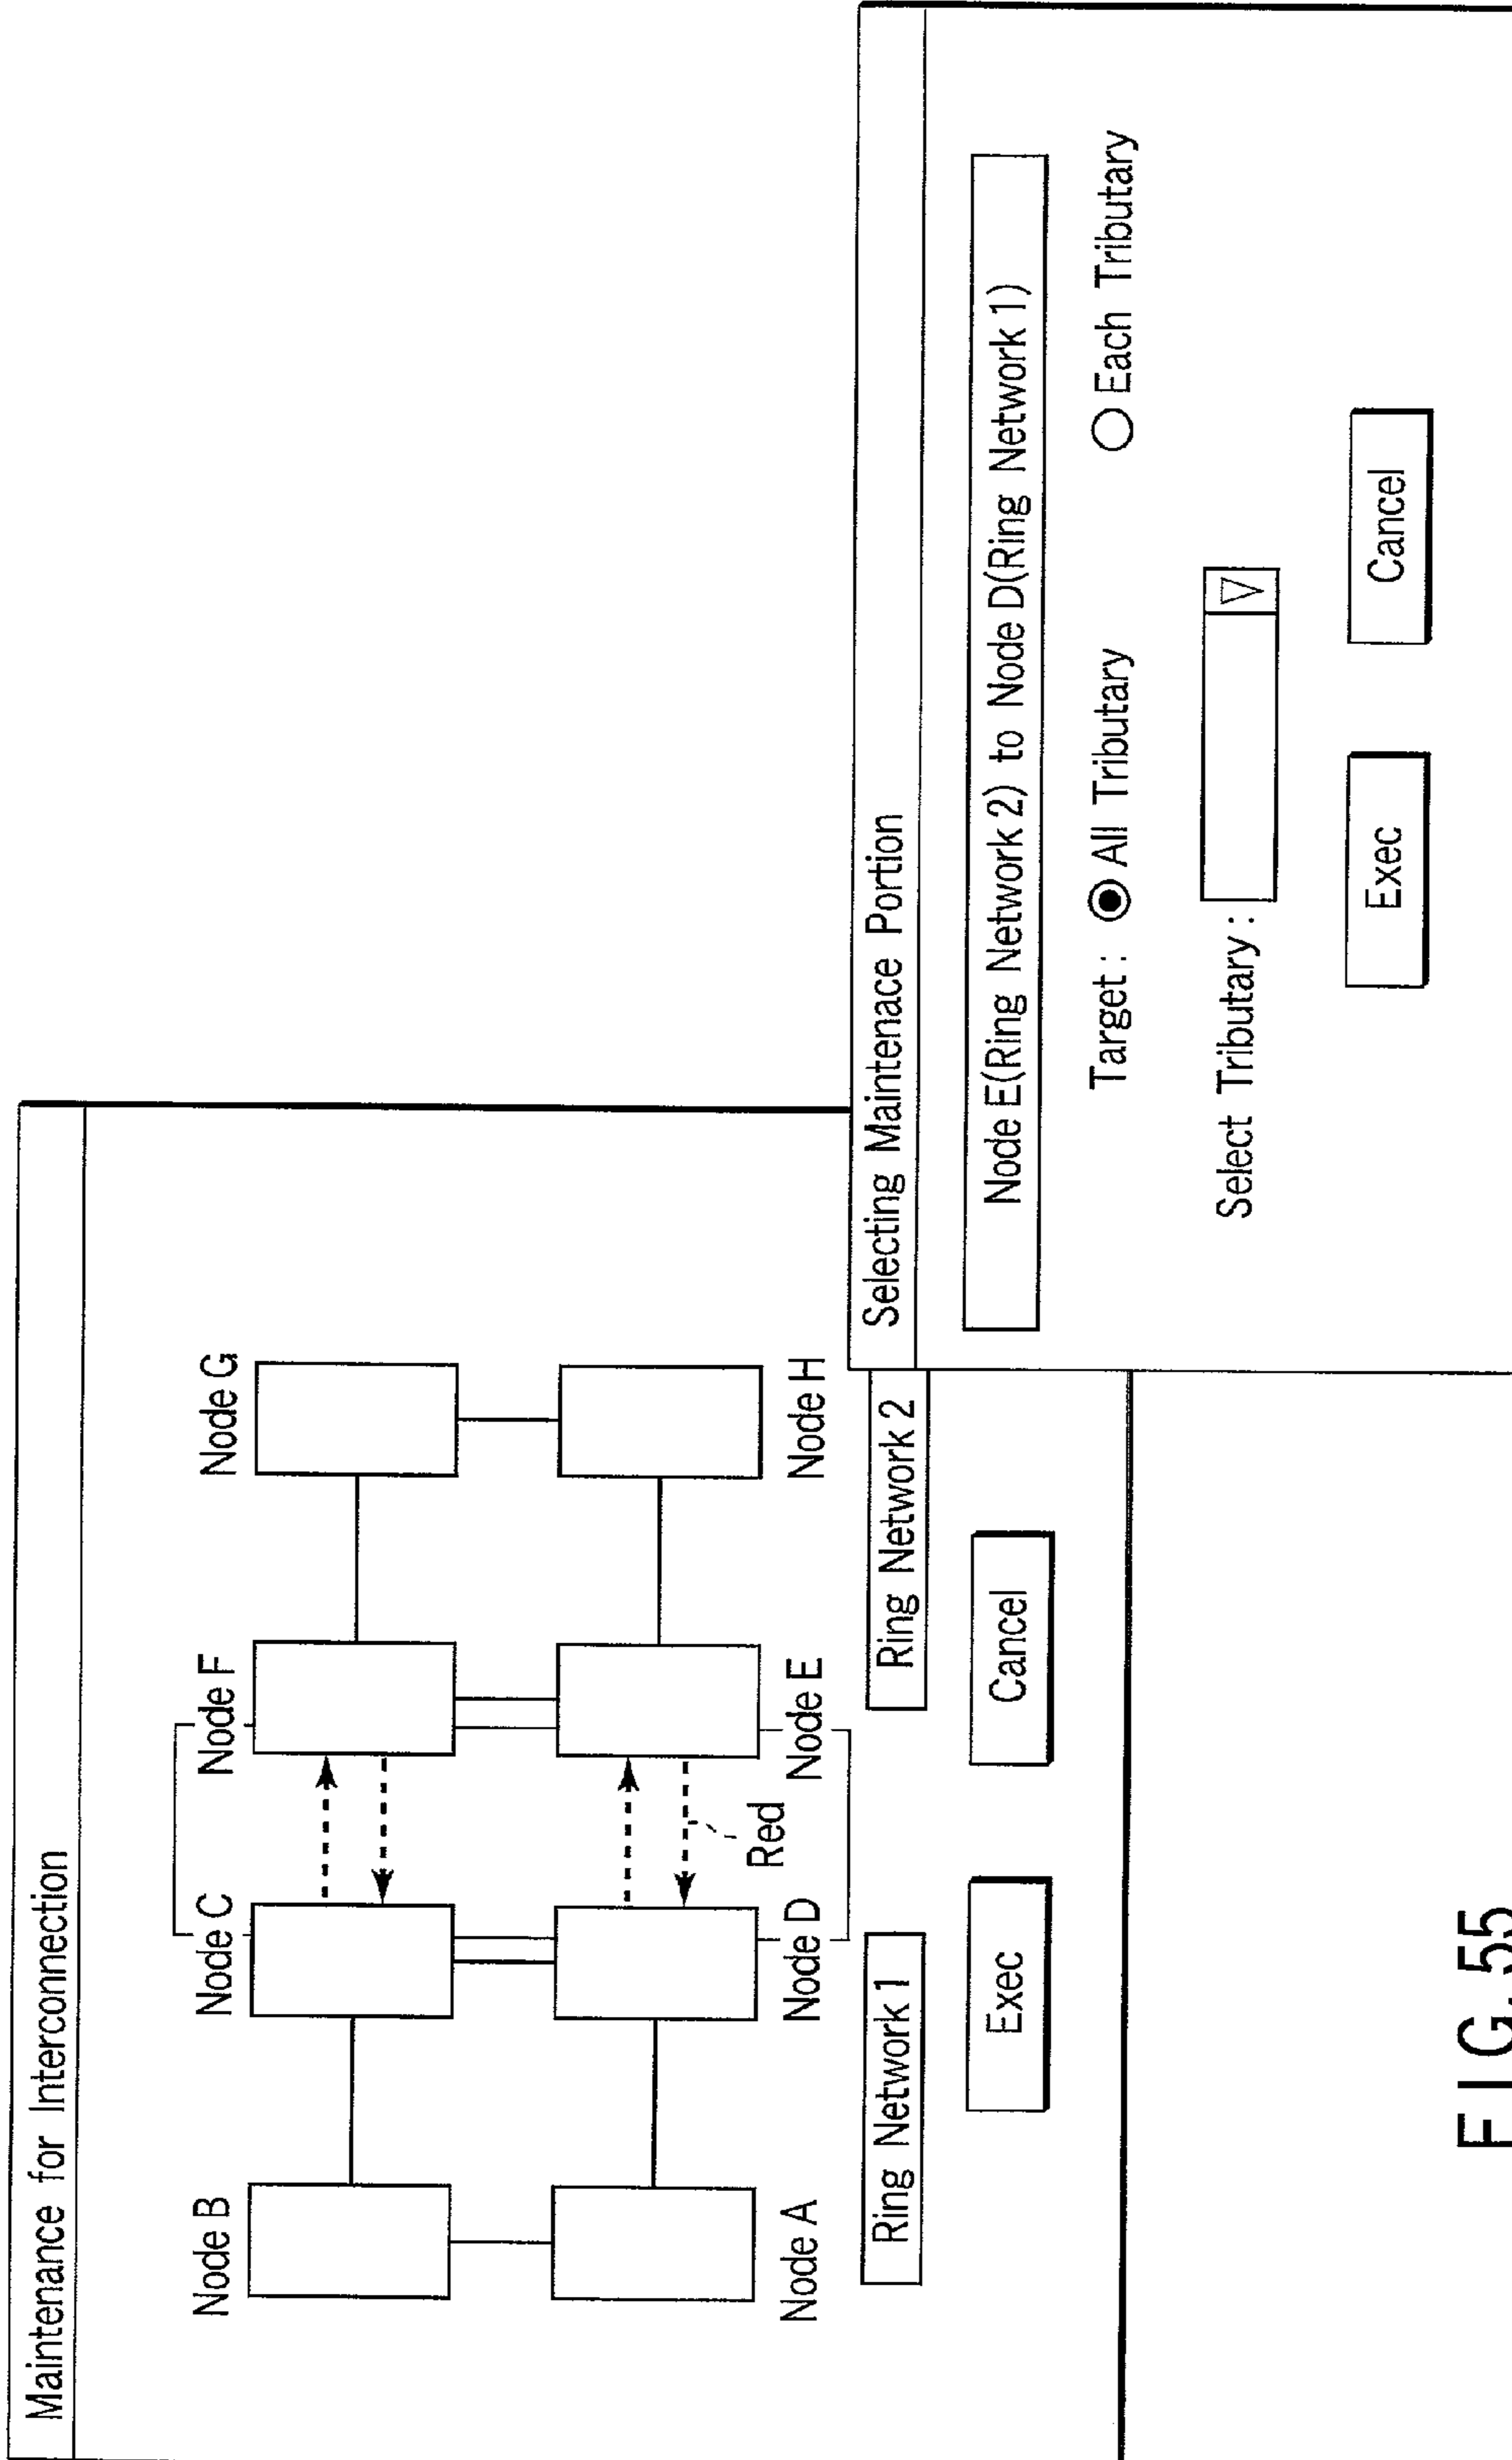 Maintenance for Interconnection
Node B
Node C
Node F
Node G
Red
Node A
Node D
Node E
Node H
Ring Network 1
Ring Network 2
Exec
Cancel
Selecting Maintenace Portion
Node E(Ring Network 2) to Node D(Ring Network 1)
Target : All Tributary Each Tributary
Select Tributary :
Exec
Cancel
FIG. 55